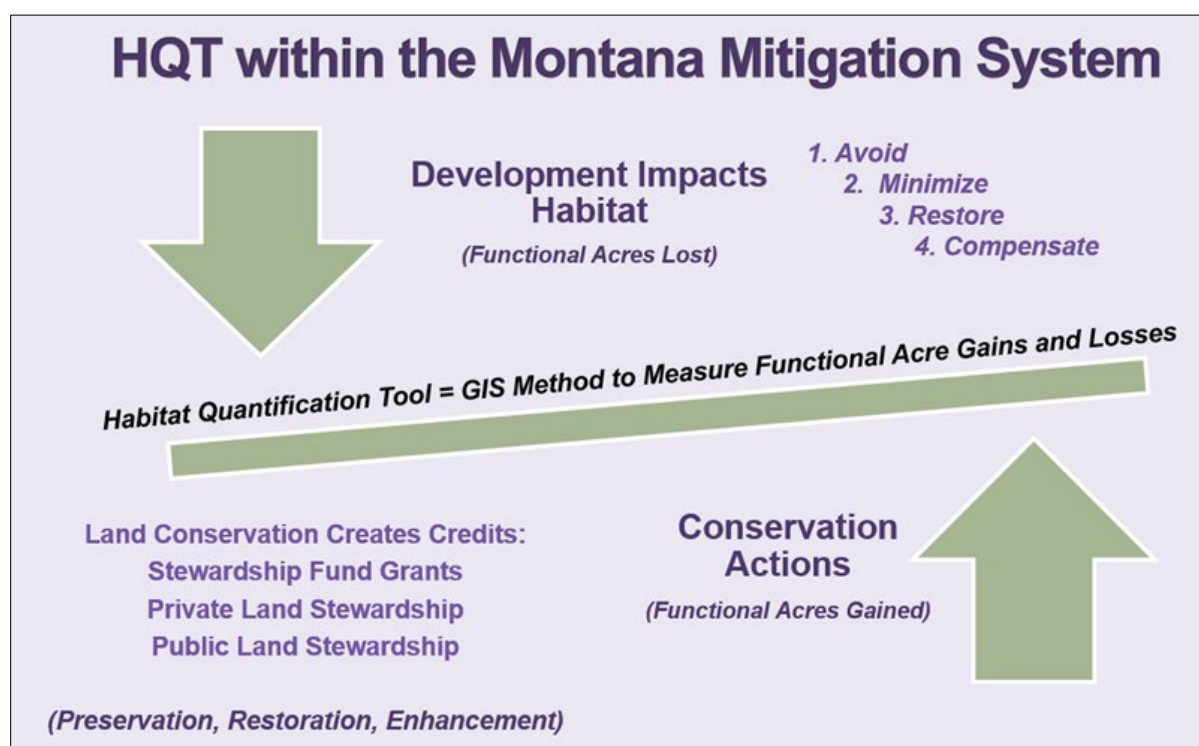 HQT within the Montana Mitigation System
Development Impacts
Habitat
(Functional Acres Lost)
1. Avoid
2. Minimize
3. Restore
4. Compensate
Habitat Quantification Tool = GIS Method to Measure Functional Acre Gains and Losses
Land Conservation Creates Credits:
Stewardship Fund Grants
Private Land Stewardship
Public Land Stewardship
(Preservation, Restoration, Enhancement)
Conservation
Actions
(Functional Acres Gained)